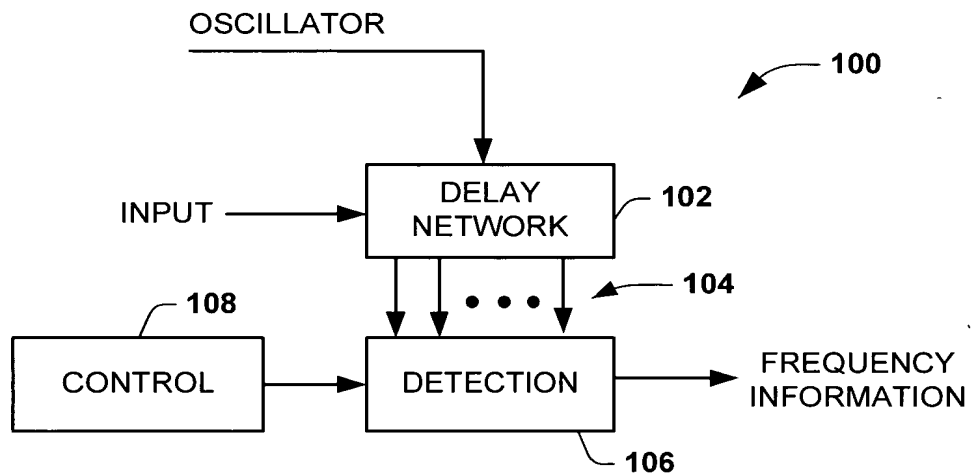 OSCILLATOR
100
DELAY
NETWORK
102
INPUT
104
108
CONTROL
DETECTION
FREQUENCY
INFORMATION
106